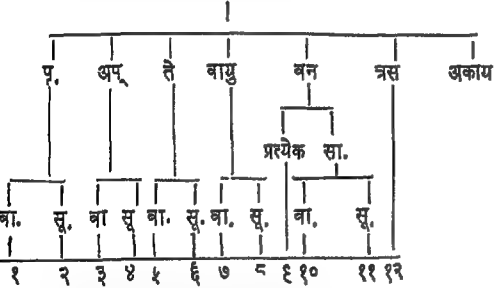 पृ. अप् ते वायु वन त्रस अकाय
प्रत्येक सा.
बा. सू. बा सू बा. सू. बा. सू. बा. सू.
१ २ ३ ४ ५ ६ ७ ८ ९ १० ११ १२